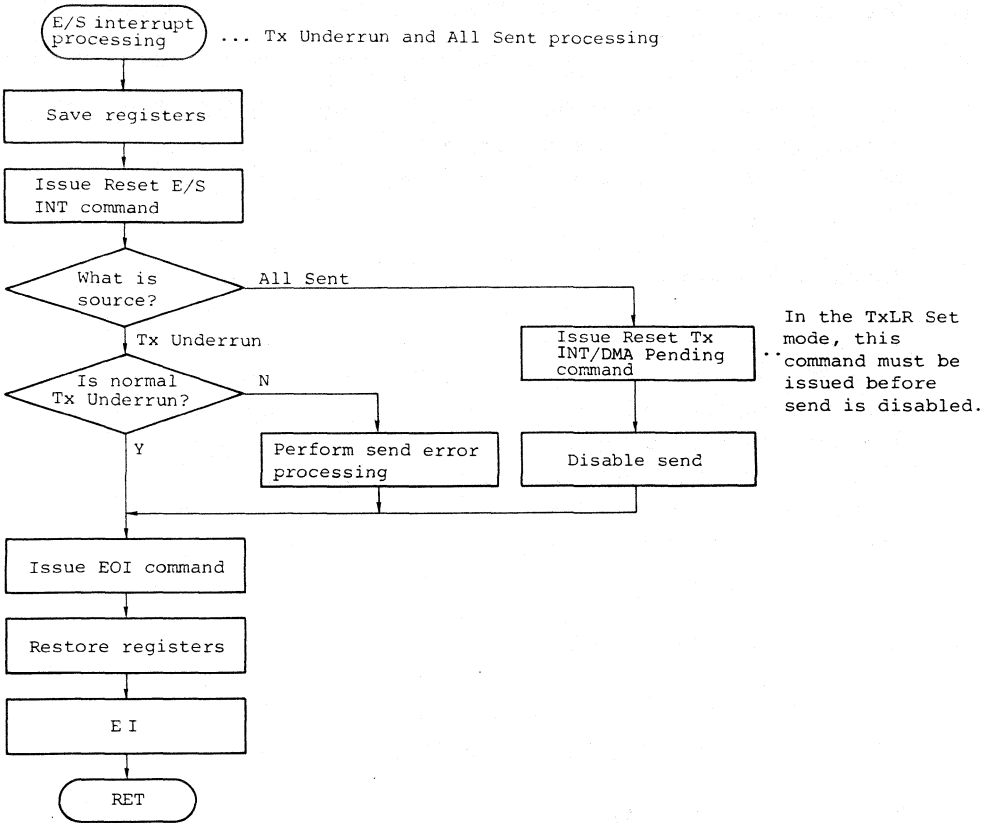 E/S interrupt
processing
... Tx Underrun and All Sent processing
Save registers
Issue Reset E/S
INT command
What is
source?
All Sent
Tx Underrun
Issue Reset Tx
INT/DMA Pending
command
.. In the TxLR Set
mode, this
command must be
issued before
send is disabled.
Is normal
Tx Underrun?
N
Y
Perform send error
processing
Disable send
Issue EOI command
Restore registers
EI
RET